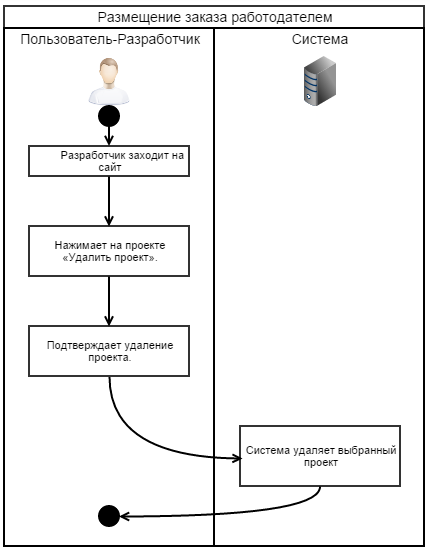 Размещение заказа работодателем
Пользователь-Разработчик
Система
Разработчик заходит на
сайт
Нажимает на проекте
«Удалить проект».
Подтверждает удаление
проекта.
Система удаляет выбранный
проект